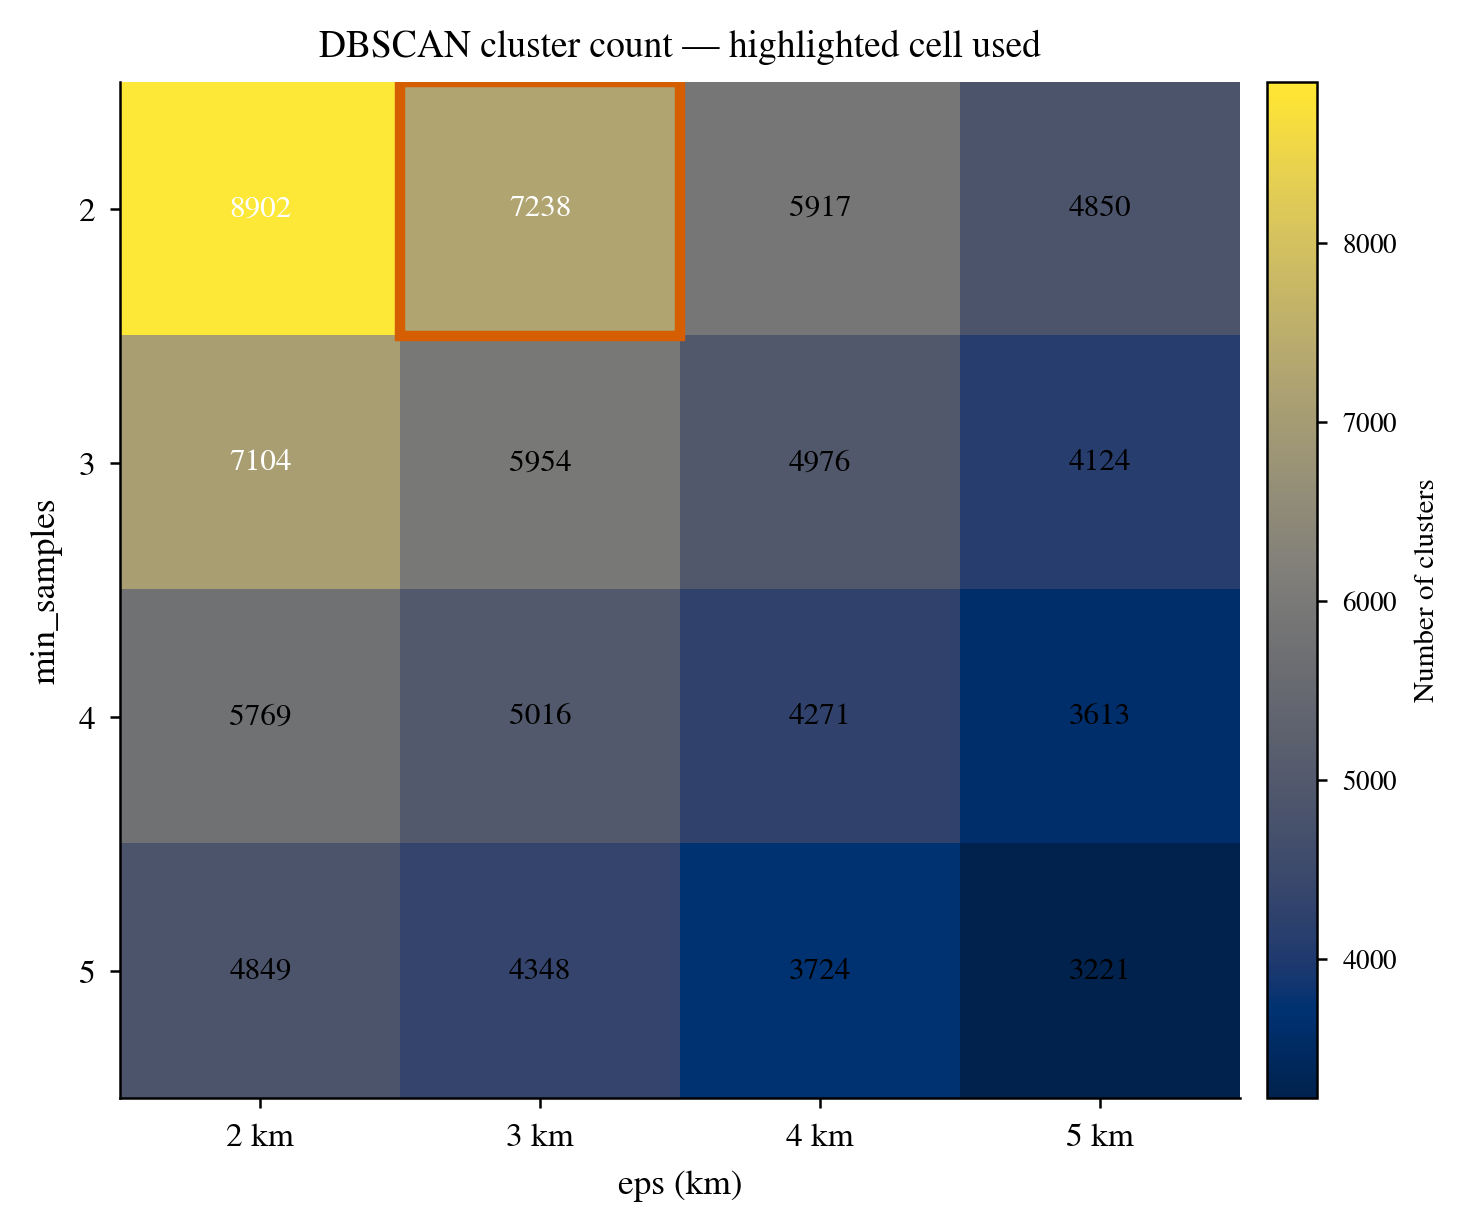 DBSCAN cluster count — highlighted cell used
2 8902 7238 5917 4850
3 7104 5954 4976 4124
4 5769 5016 4271 3613
5 4849 4348 3724 3221
min_samples
2 km 3 km 4 km 5 km
eps (km)
8000
7000
6000
5000
4000
Number of clusters